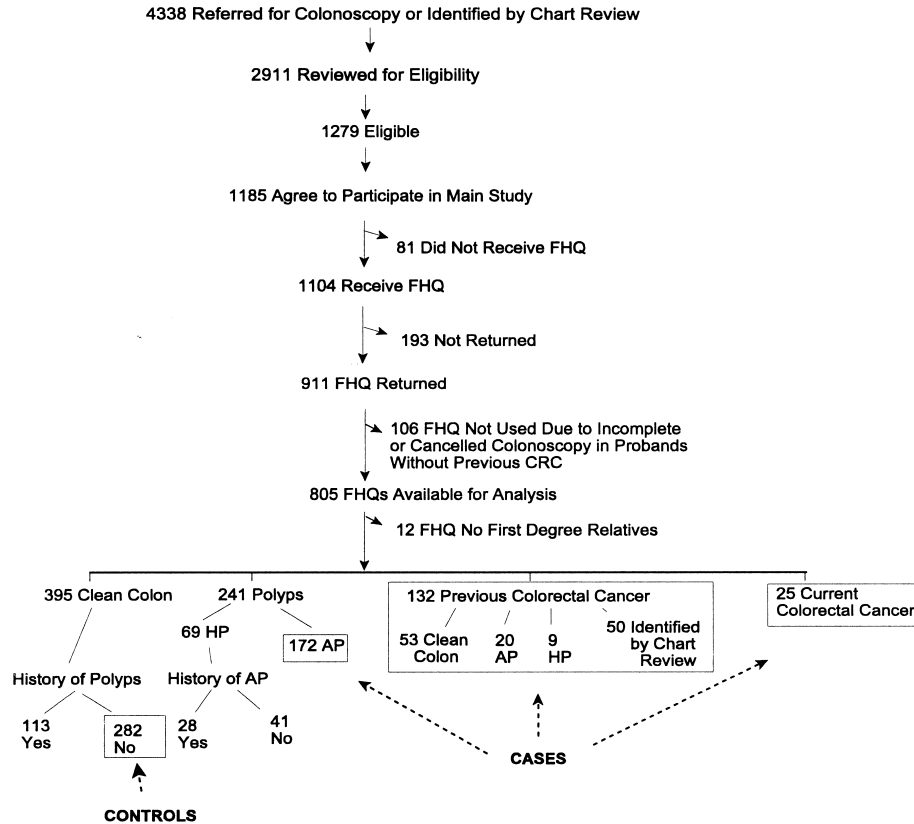 4338 Referred for Colonoscopy or Identified by Chart Review
2911 Reviewed for Eligibility
1279 Eligible
1185 Agree to Participate in Main Study
81 Did Not Receive FHQ
1104 Receive FHQ
193 Not Returned
911 FHQ Returned
106 FHQ Not Used Due to Incomplete
or Cancelled Colonoscopy in Probands
Without Previous CRC
805 FHQs Available for Analysis
12 FHQ No First Degree Relatives
395 Clean Colon
241 Polyps
132 Previous Colorectal Cancer
25 Current
Colorectal Cancer
69 HP
172 AP
53 Clean
Colon
20
AP
9
HP
50 Identified
by Chart
Review
History of Polyps
History of AP
113
Yes
282
No
28
Yes
41
No
CASES
CONTROLS